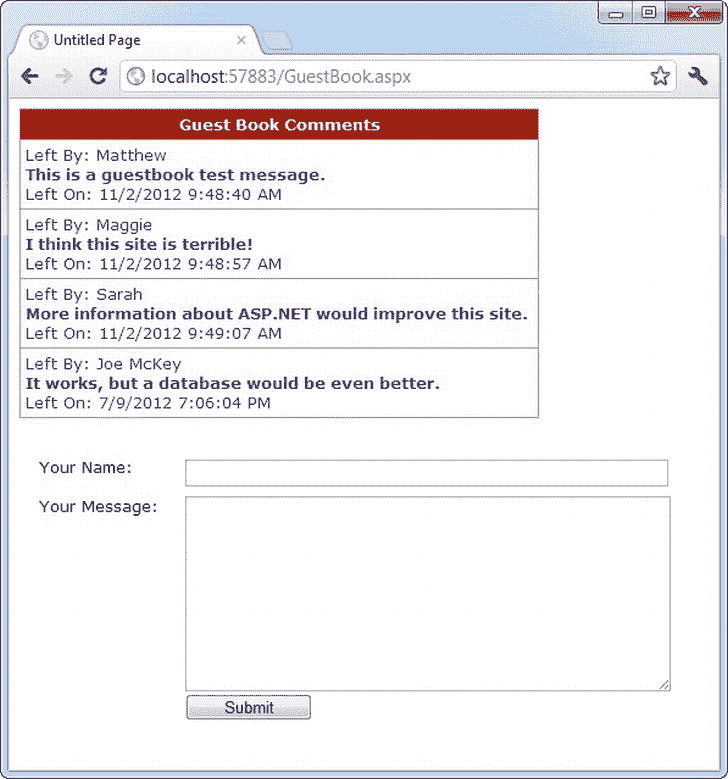 Untitled Page
localhost:57883/GuestBook.aspx
Guest Book Comments
Left By: Matthew
This is a guestbook test message.
Left On: 11/2/2012 9:48:40 AM
Left By: Maggie
I think this site is terrible!
Left On: 11/2/2012 9:48:57 AM
Left By: Sarah
More information about ASP.NET would improve this site.
Left On: 11/2/2012 9:49:07 AM
Left By: Joe McKey
It works, but a database would be even better.
Left On: 7/9/2012 7:06:04 PM
Your Name:
Your Message:
Submit